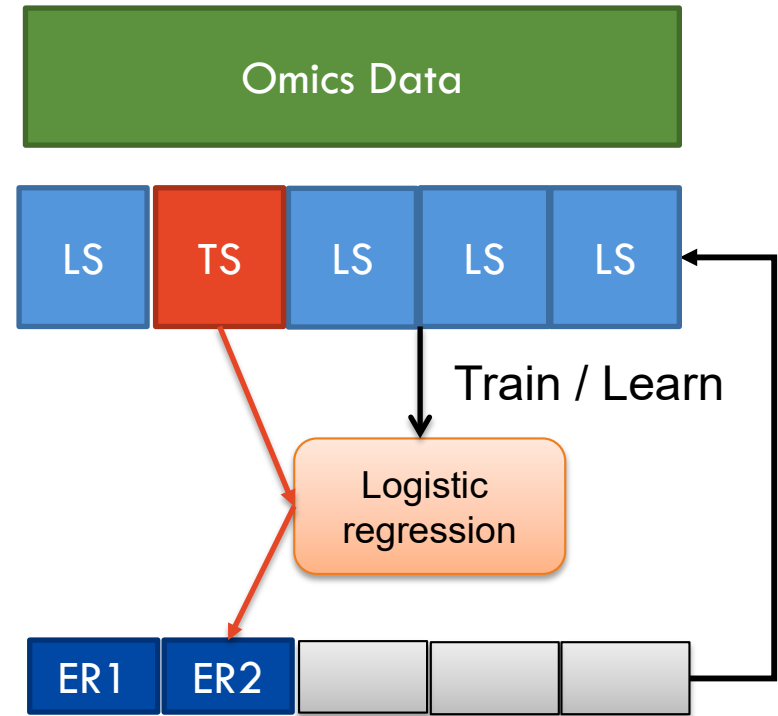 Omics Data
LS TS LS LS LS
Train / Learn
Logistic
regression
ER1 ER2